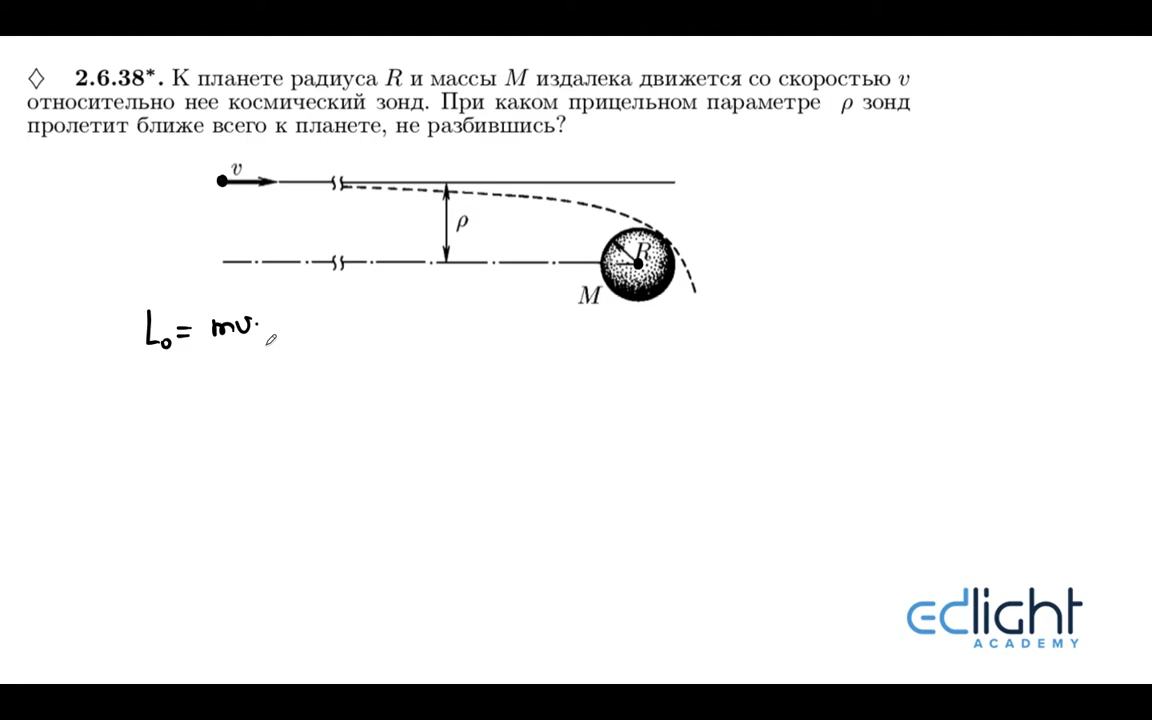 ◇ 2.6.38*. К планете радиуса R и массы M издалека движется со скоростью v
относительно нее космический зонд. При каком прицельном параметре ρ зонд
пролетит ближе всего к планете, не разбившись?
v
ρ
R
M
L₀ = mv·
edlight
ACADEMY